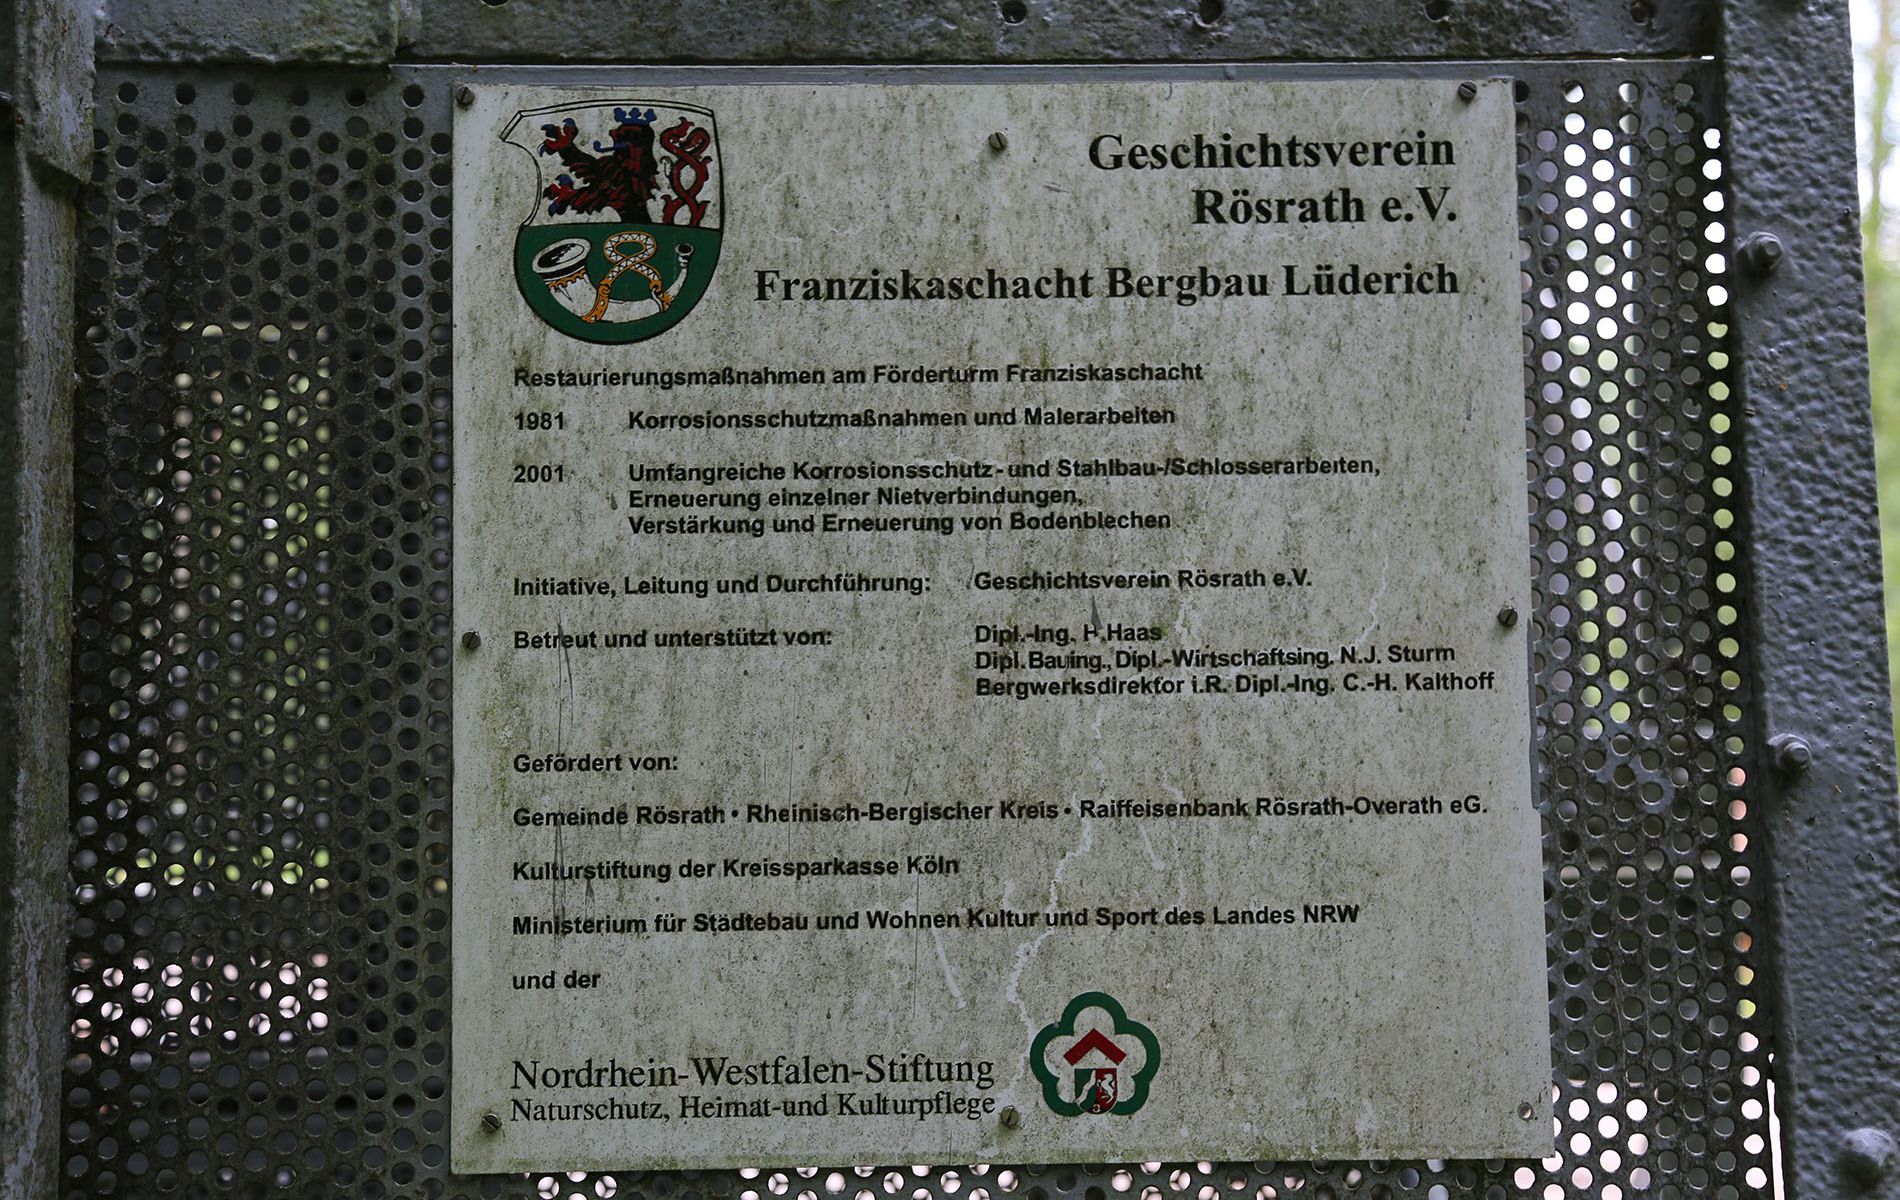 Geschichtsverein
Rösrath e.V.
Franziskaschacht Bergbau Lüderich
Restaurierungsmaßnahmen am Förderturm Franziskaschacht
1981 Korrosionsschutzmaßnahmen und Malerarbeiten
2001 Umfangreiche Korrosionsschutz-und Stahlbau-/Schlosserarbeiten,
Erneuerung einzelner Nietverbindungen,
Verstärkung und Erneuerung von Bodenblechen
Initiative, Leitung und Durchführung: Geschichtsverein Rösrath e.V.
Betreut und unterstützt von: Dipl.-Ing. H.Haas
Dipl.Bauing., Dipl.-Wirtschaftsing. N.J. Sturm
Bergwerksdirektor i.R. Dipl.-Ing. C.-H. Kalthoff
Gefördert von:
Gemeinde Rösrath • Rheinisch-Bergischer Kreis • Raiffeisenbank Rösrath-Overath eG.
Kulturstiftung der Kreissparkasse Köln
Ministerium für Städtebau und Wohnen Kultur und Sport des Landes NRW
und der
Nordrhein-Westfalen-Stiftung
Naturschutz, Heimat-und Kulturpflege